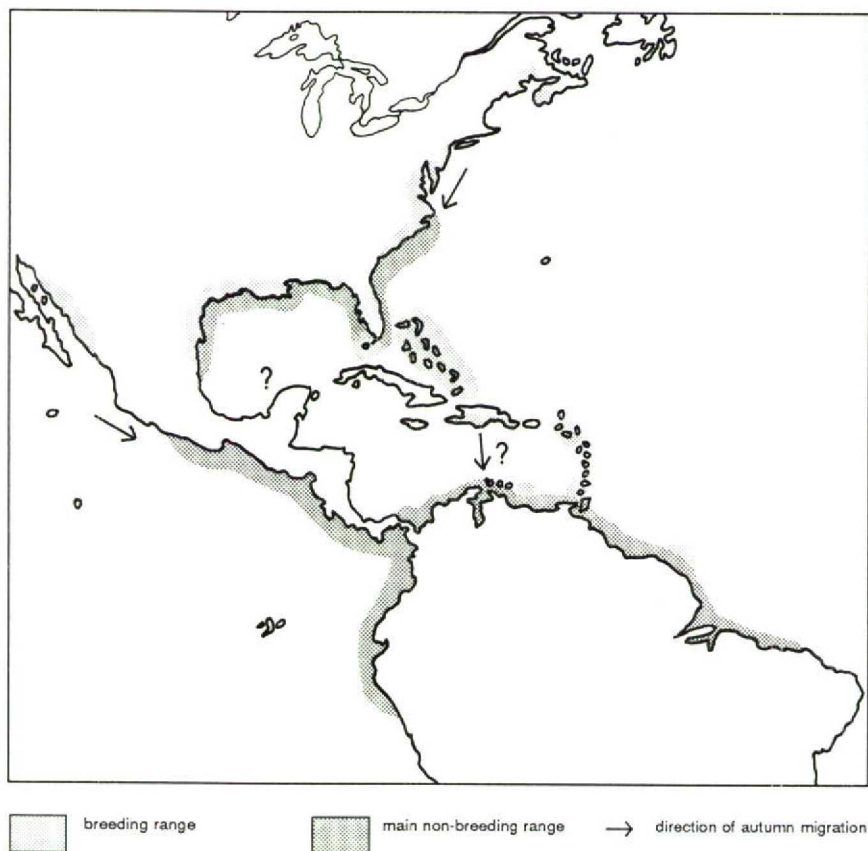 ?
?
breeding range
main non-breeding range
direction of autumn migration